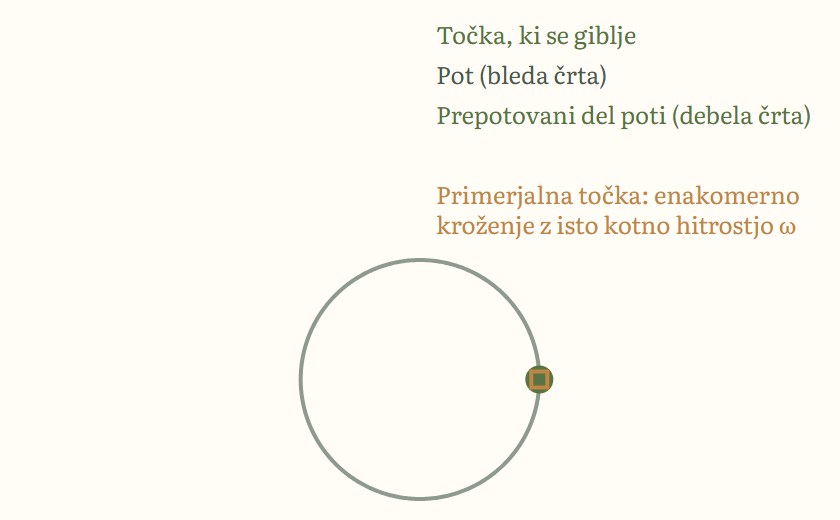 Točka, ki se giblje
Pot (bleda črta)
Prepotovani del poti (debela črta)
Primerjalna točka: enakomerno
kroženje z isto kotno hitrostjo ω